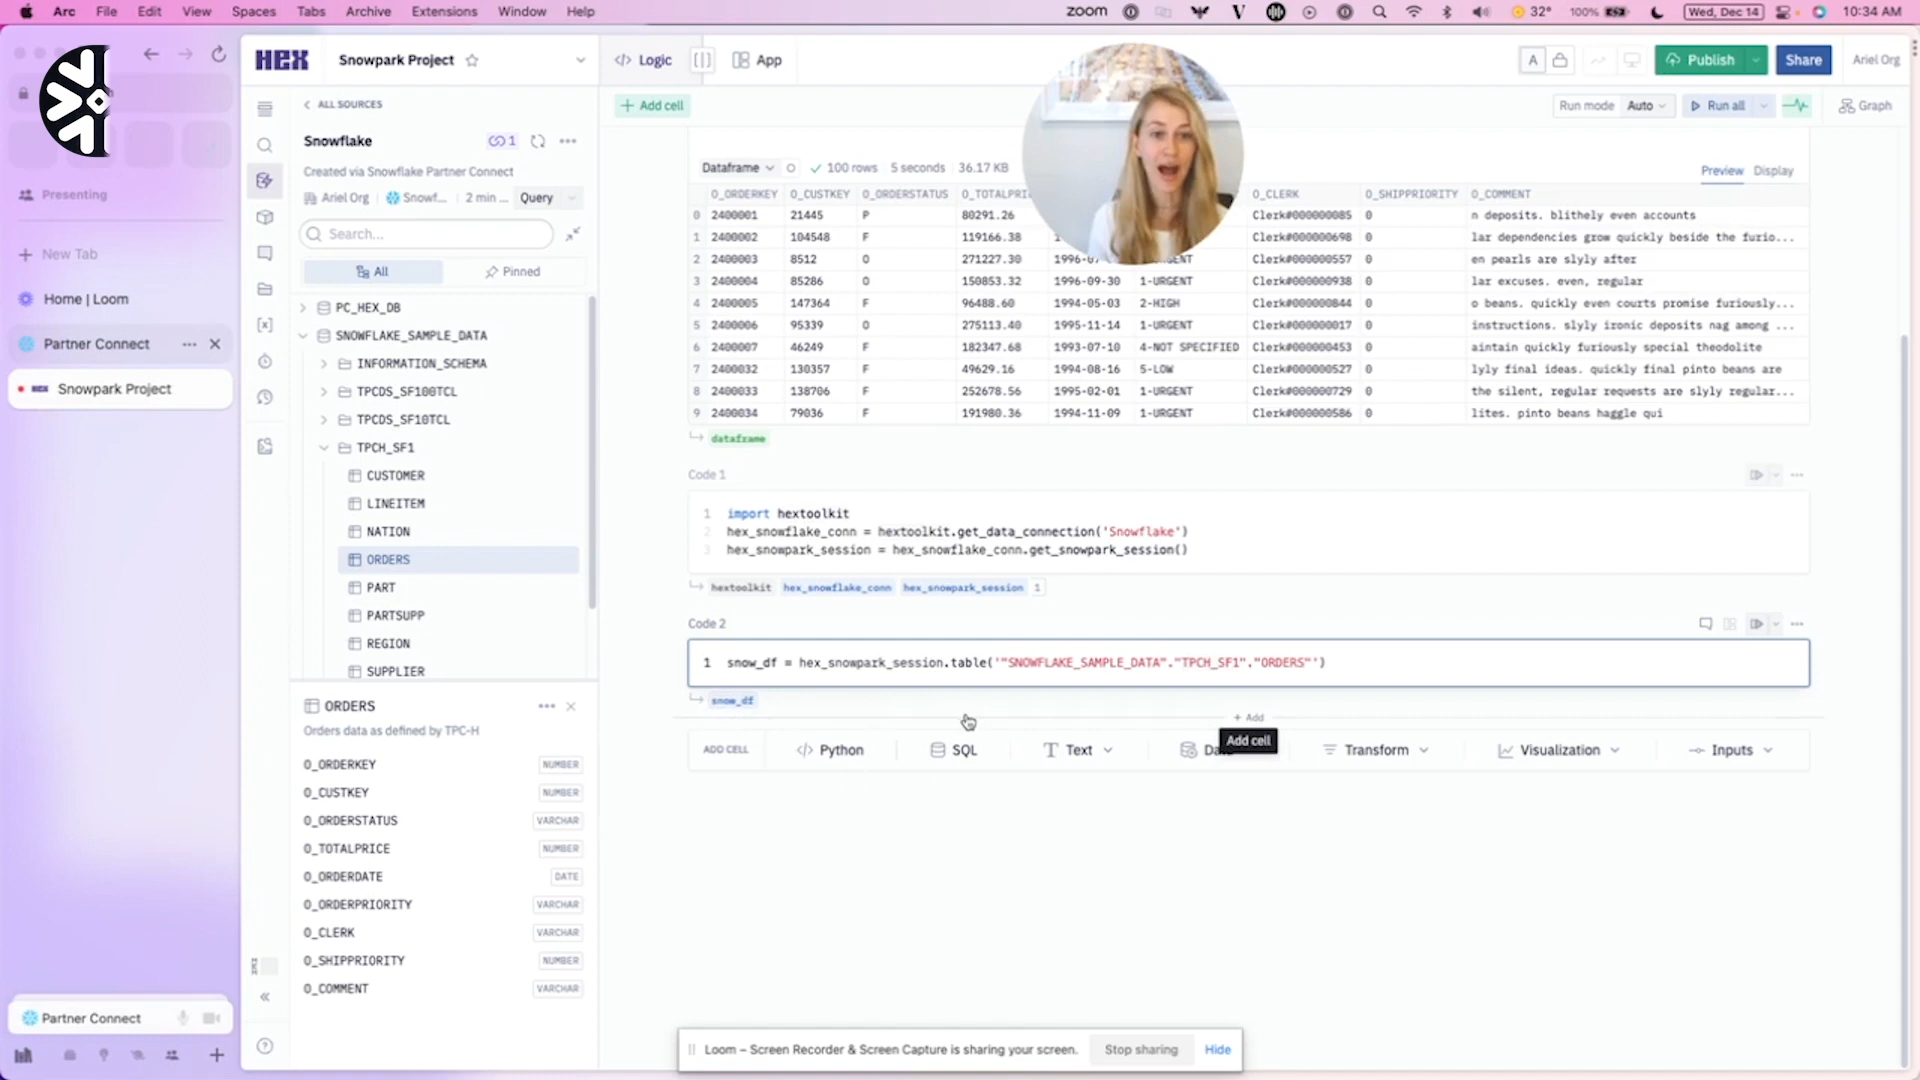 Arc File Edit View Spaces Tabs Archive Extensions Window Help zoom 32° 100% Wed, Dec 14 10:34 AM
HEX Snowpark Project Logic App A Publish Share Ariel Org
ALL SOURCES + Add cell Run mode Auto Run all Graph
Snowflake 1
Created via Snowflake Partner Connect
Ariel Org Snowf... 2 min ... Query
Search...
All Pinned
PC_HEX_DB
SNOWFLAKE_SAMPLE_DATA
INFORMATION_SCHEMA
TPCDS_SF100TCL
TPCDS_SF10TCL
TPCH_SF1
CUSTOMER
LINEITEM
NATION
ORDERS
PART
PARTSUPP
REGION
SUPPLIER
ORDERS
Orders data as defined by TPC-H
O_ORDERKEY NUMBER
O_CUSTKEY NUMBER
O_ORDERSTATUS VARCHAR
O_TOTALPRICE NUMBER
O_ORDERDATE DATE
O_ORDERPRIORITY VARCHAR
O_CLERK VARCHAR
O_SHIPPRIORITY NUMBER
O_COMMENT VARCHAR
Presenting
New Tab
Home | Loom
Partner Connect
HEX Snowpark Project
Partner Connect
Dataframe 100 rows 5 seconds 36.17 KB Preview Display
O_ORDERKEY O_CUSTKEY O_ORDERSTATUS O_TOTALPRI O_CLERK O_SHIPPRIORITY O_COMMENT
0 2400001 21445 P 80291.26 Clerk#000000085 0 n deposits. blithely even accounts
1 2400002 104548 F 119166.38 1 Clerk#000000698 0 lar dependencies grow quickly beside the furio...
2 2400003 8512 O 271227.30 1996-0 GENT Clerk#000000557 0 en pearls are slyly after
3 2400004 85286 O 150853.32 1996-09-30 1-URGENT Clerk#000000938 0 lar excuses. even, regular
4 2400005 147364 F 96488.60 1994-05-03 2-HIGH Clerk#000000844 0 o beans. quickly even courts promise furiously...
5 2400006 95339 O 275113.40 1995-11-14 1-URGENT Clerk#000000017 0 instructions. slyly ironic deposits nag among ...
6 2400007 46249 F 182347.68 1993-07-10 4-NOT SPECIFIED Clerk#000000453 0 aintain quickly furiously special theodolite
7 2400032 130357 F 49629.16 1994-08-16 5-LOW Clerk#000000527 0 lyly final ideas. quickly final pinto beans are
8 2400033 138706 F 252678.56 1995-02-01 1-URGENT Clerk#000000729 0 the silent, regular requests are slyly regular...
9 2400034 79036 F 191980.36 1994-11-09 1-URGENT Clerk#000000586 0 lites. pinto beans haggle qui
dataframe
Code 1
1 import hextoolkit
2 hex_snowflake_conn = hextoolkit.get_data_connection('Snowflake')
3 hex_snowpark_session = hex_snowflake_conn.get_snowpark_session()
hextoolkit hex_snowflake_conn hex_snowpark_session 1
Code 2
1 snow_df = hex_snowpark_session.table('"SNOWFLAKE_SAMPLE_DATA"."TPCH_SF1"."ORDERS"')
snow_df
+ Add
Add cell
ADD CELL Python SQL Text Da Transform Visualization Inputs
Loom – Screen Recorder & Screen Capture is sharing your screen. Stop sharing Hide